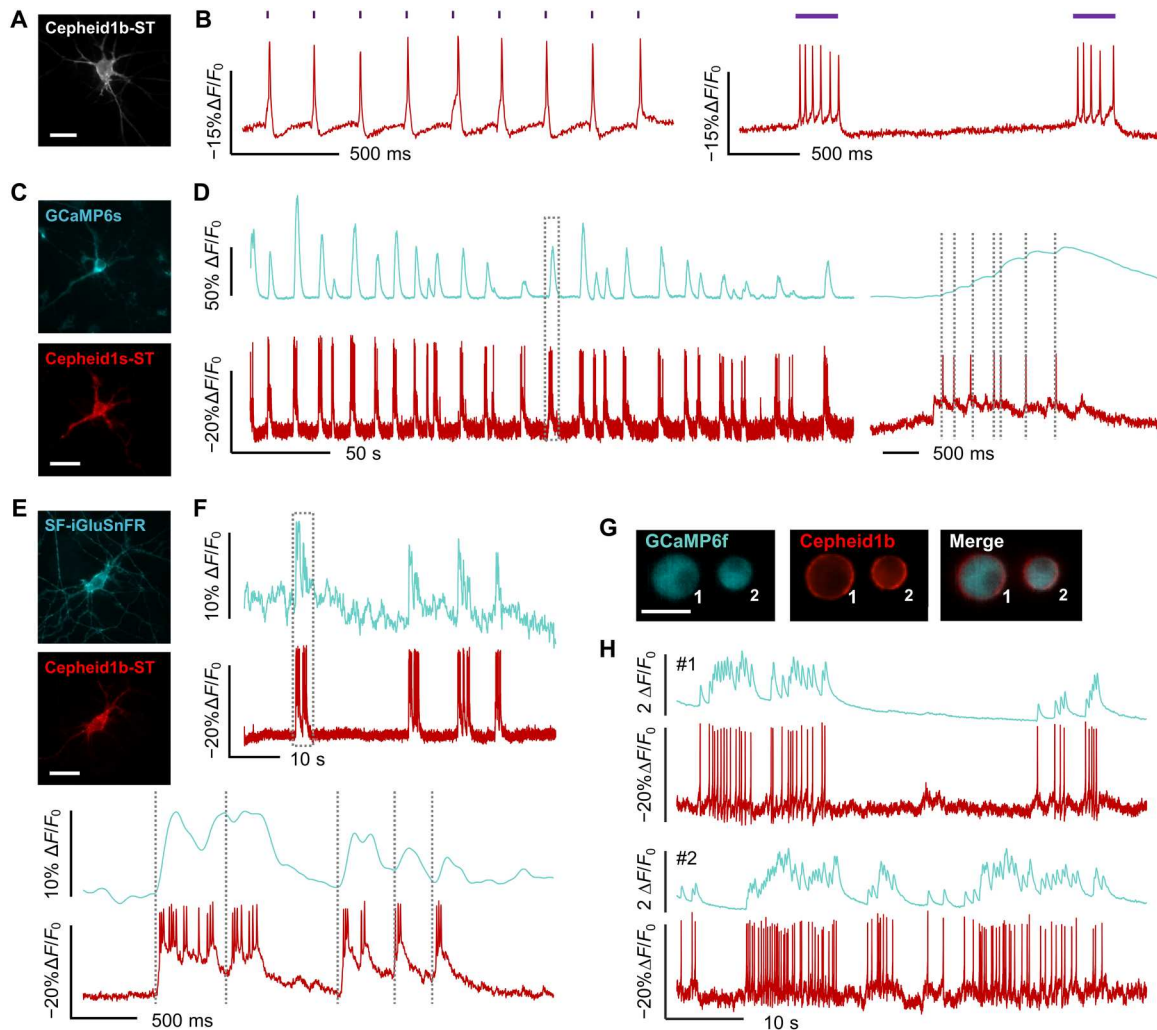 A
Cepheid1b-ST
B
−15%ΔF/F0
500 ms
−15%ΔF/F0
500 ms
C
GCaMP6s
Cepheid1s-ST
D
50% ΔF/F0
−20%ΔF/F0
50 s
500 ms
E
SF-iGluSnFR
Cepheid1b-ST
F
10% ΔF/F0
−20%ΔF/F0
10 s
10% ΔF/F0
−20%ΔF/F0
500 ms
G
GCaMP6f
1
2
Cepheid1b
1
2
Merge
1
2
H
#1
2 ΔF/F0
−20%ΔF/F0
#2
2 ΔF/F0
−20%ΔF/F0
10 s